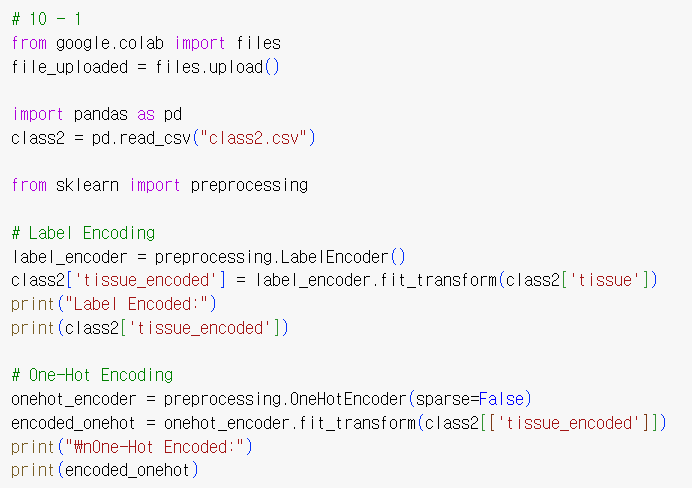 # 10 - 1
from google.colab import files
file_uploaded = files.upload()
import pandas as pd
class2 = pd.read_csv("class2.csv")
from sklearn import preprocessing
# Label Encoding
label_encoder = preprocessing.LabelEncoder()
class2['tissue_encoded'] = label_encoder.fit_transform(class2['tissue'])
print("Label Encoded:")
print(class2['tissue_encoded'])
# One-Hot Encoding
onehot_encoder = preprocessing.OneHotEncoder(sparse=False)
encoded_onehot = onehot_encoder.fit_transform(class2[['tissue_encoded']])
print("₩nOne-Hot Encoded:")
print(encoded_onehot)